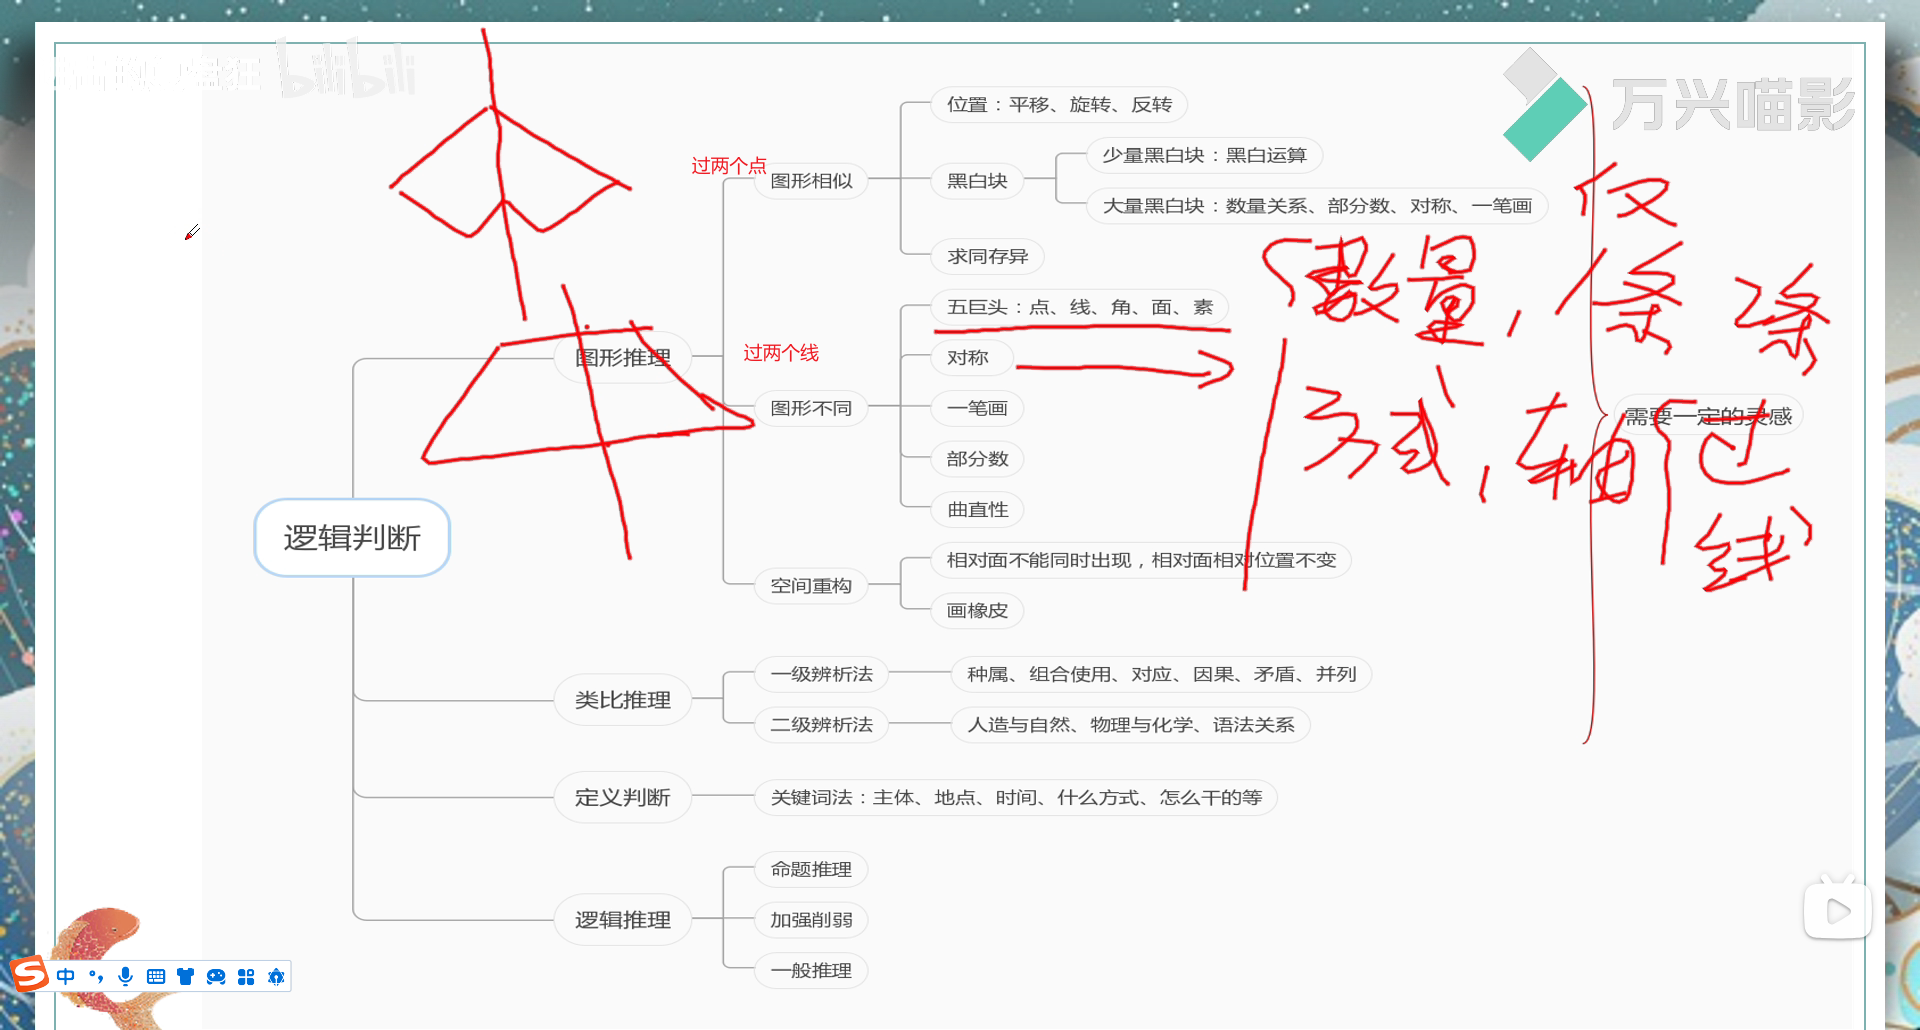 bilibili
万兴喵影
位置：平移、旋转、反转
少量黑白块：黑白运算
过两个点
图形相似
黑白块
大量黑白块：数量关系、部分数、对称、一笔画
仅
求同存异
数量，1条 2条
五巨头：点、线、角、面、素
图形推理
过两个线
对称
图形不同
一笔画
方式，轴
过线
需要一定的灵感
部分数
曲直性
逻辑判断
相对面不能同时出现，相对面相对位置不变
空间重构
画橡皮
类比推理
一级辨析法
种属、组合使用、对应、因果、矛盾、并列
二级辨析法
人造与自然、物理与化学、语法关系
定义判断
关键词法：主体、地点、时间、什么方式、怎么干的等
命题推理
逻辑推理
加强削弱
一般推理
中